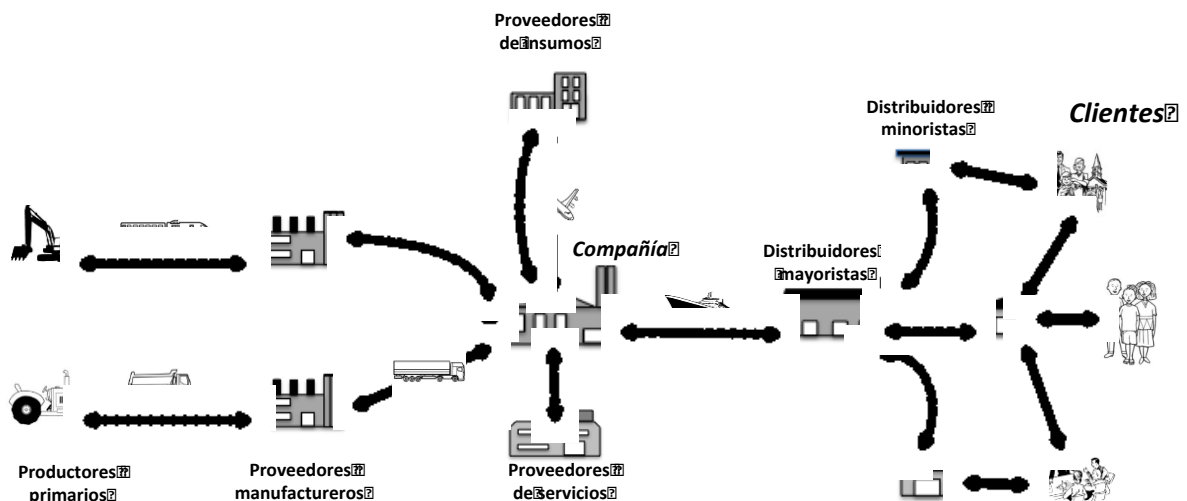 Proveedores
de insumos
Distribuidores
minoristas
Clientes
Compañía
Distribuidores
mayoristas
Productores
primarios
Proveedores
manufactureros
Proveedores
de servicios